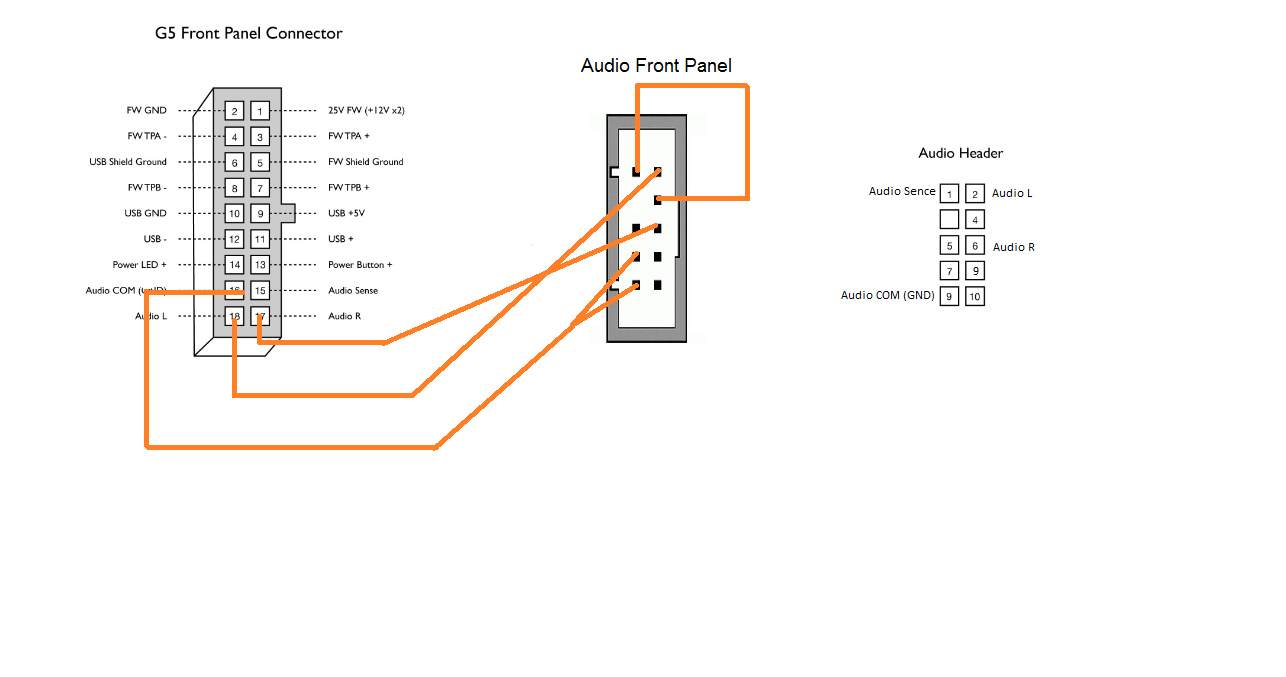 G5 Front Panel Connector
Audio Front Panel
Audio Header
FW GND 2 1 25V FW (+12V x2)
FW TPA - 4 3 FW TPA +
USB Shield Ground 6 5 FW Shield Ground
FW TPB - 8 7 FW TPB +
USB GND 10 9 USB +5V
USB - 12 11 USB +
Power LED + 14 13 Power Button +
Audio COM (GND) 16 15 Audio Sense
Audio L 18 17 Audio R
Audio Sence 1 2 Audio L
4
5 6 Audio R
7 9
Audio COM (GND) 9 10